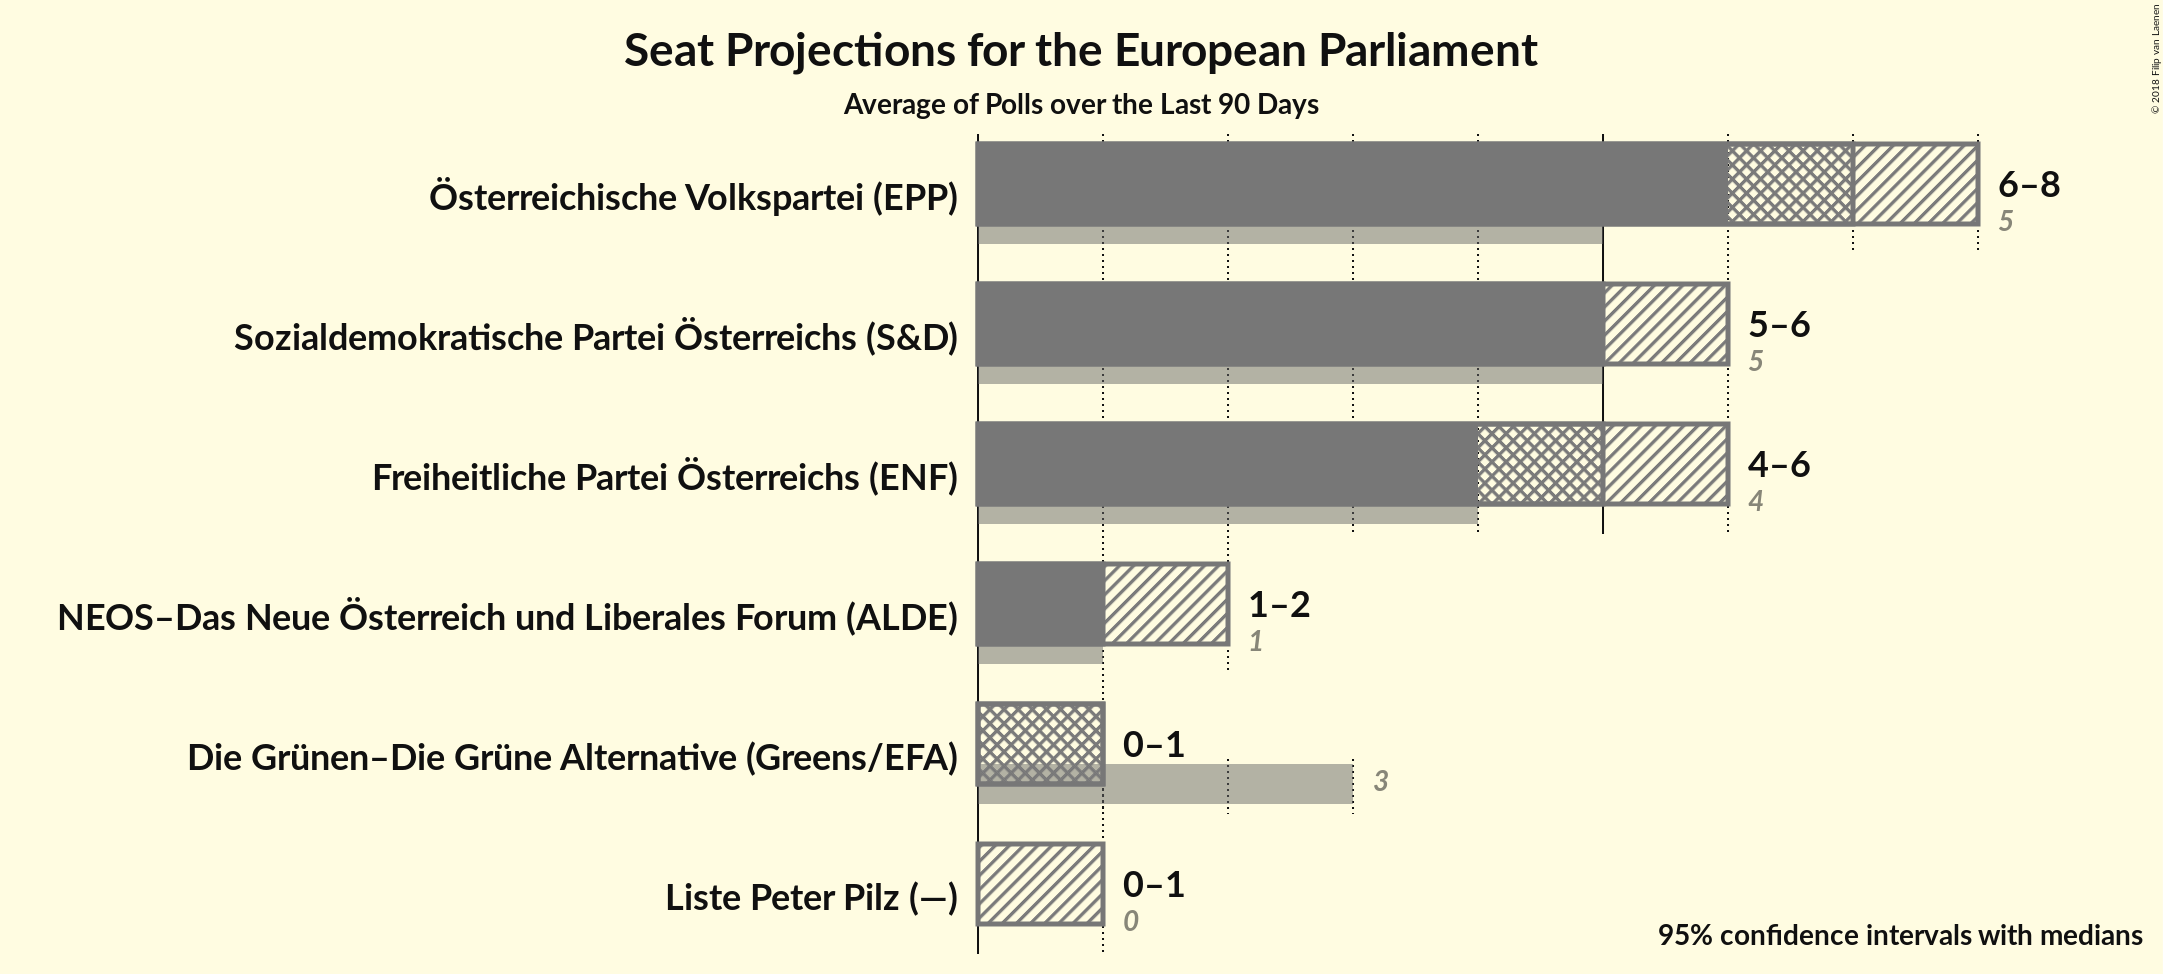 Seat Projections for the European Parliament
Average of Polls over the Last 90 Days
© 2018 Filip van Laenen
Österreichische Volkspartei (EPP)
6–8
5
Sozialdemokratische Partei Österreichs (S&D)
5–6
5
Freiheitliche Partei Österreichs (ENF)
4–6
4
NEOS–Das Neue Österreich und Liberales Forum (ALDE)
1–2
1
Die Grünen–Die Grüne Alternative (Greens/EFA)
0–1
3
Liste Peter Pilz (—)
0–1
0
95% confidence intervals with medians